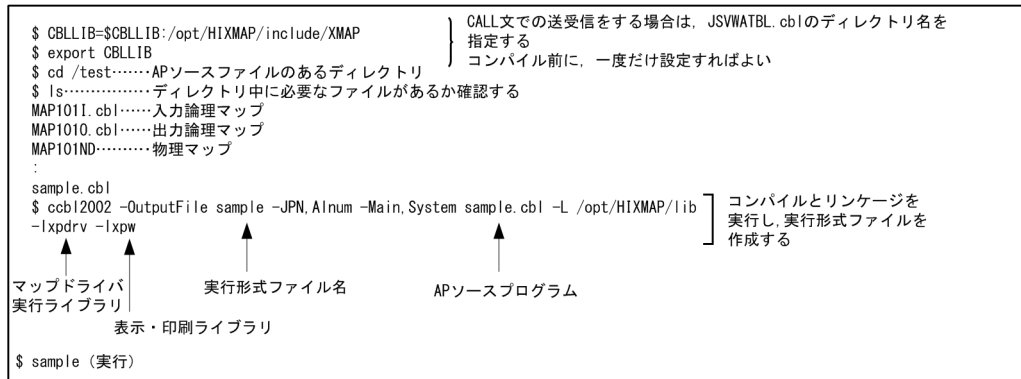 $ CBLLIB=$CBLLIB:/opt/HIXMAP/include/XMAP
$ export CBLLIB
CALL文での送受信をする場合は，JSVWATBL.cblのディレクトリ名を
指定する
コンパイル前に，一度だけ設定すればよい
$ cd /test‥‥‥‥APソースファイルのあるディレクトリ
$ ls‥‥‥‥‥‥‥‥ディレクトリ中に必要なファイルがあるか確認する
MAP101I.cbl‥‥‥入力論理マップ
MAP101O.cbl‥‥‥出力論理マップ
MAP101ND‥‥‥‥‥物理マップ
:
sample.cbl
$ ccbl2002 -OutputFile sample -JPN,Alnum -Main,System sample.cbl -L /opt/HIXMAP/lib
-lxpdrv -lxpw
コンパイルとリンケージを
実行し,実行形式ファイルを
作成する
マップドライバ
実行ライブラリ
表示・印刷ライブラリ
実行形式ファイル名
APソースプログラム
$ sample（実行）